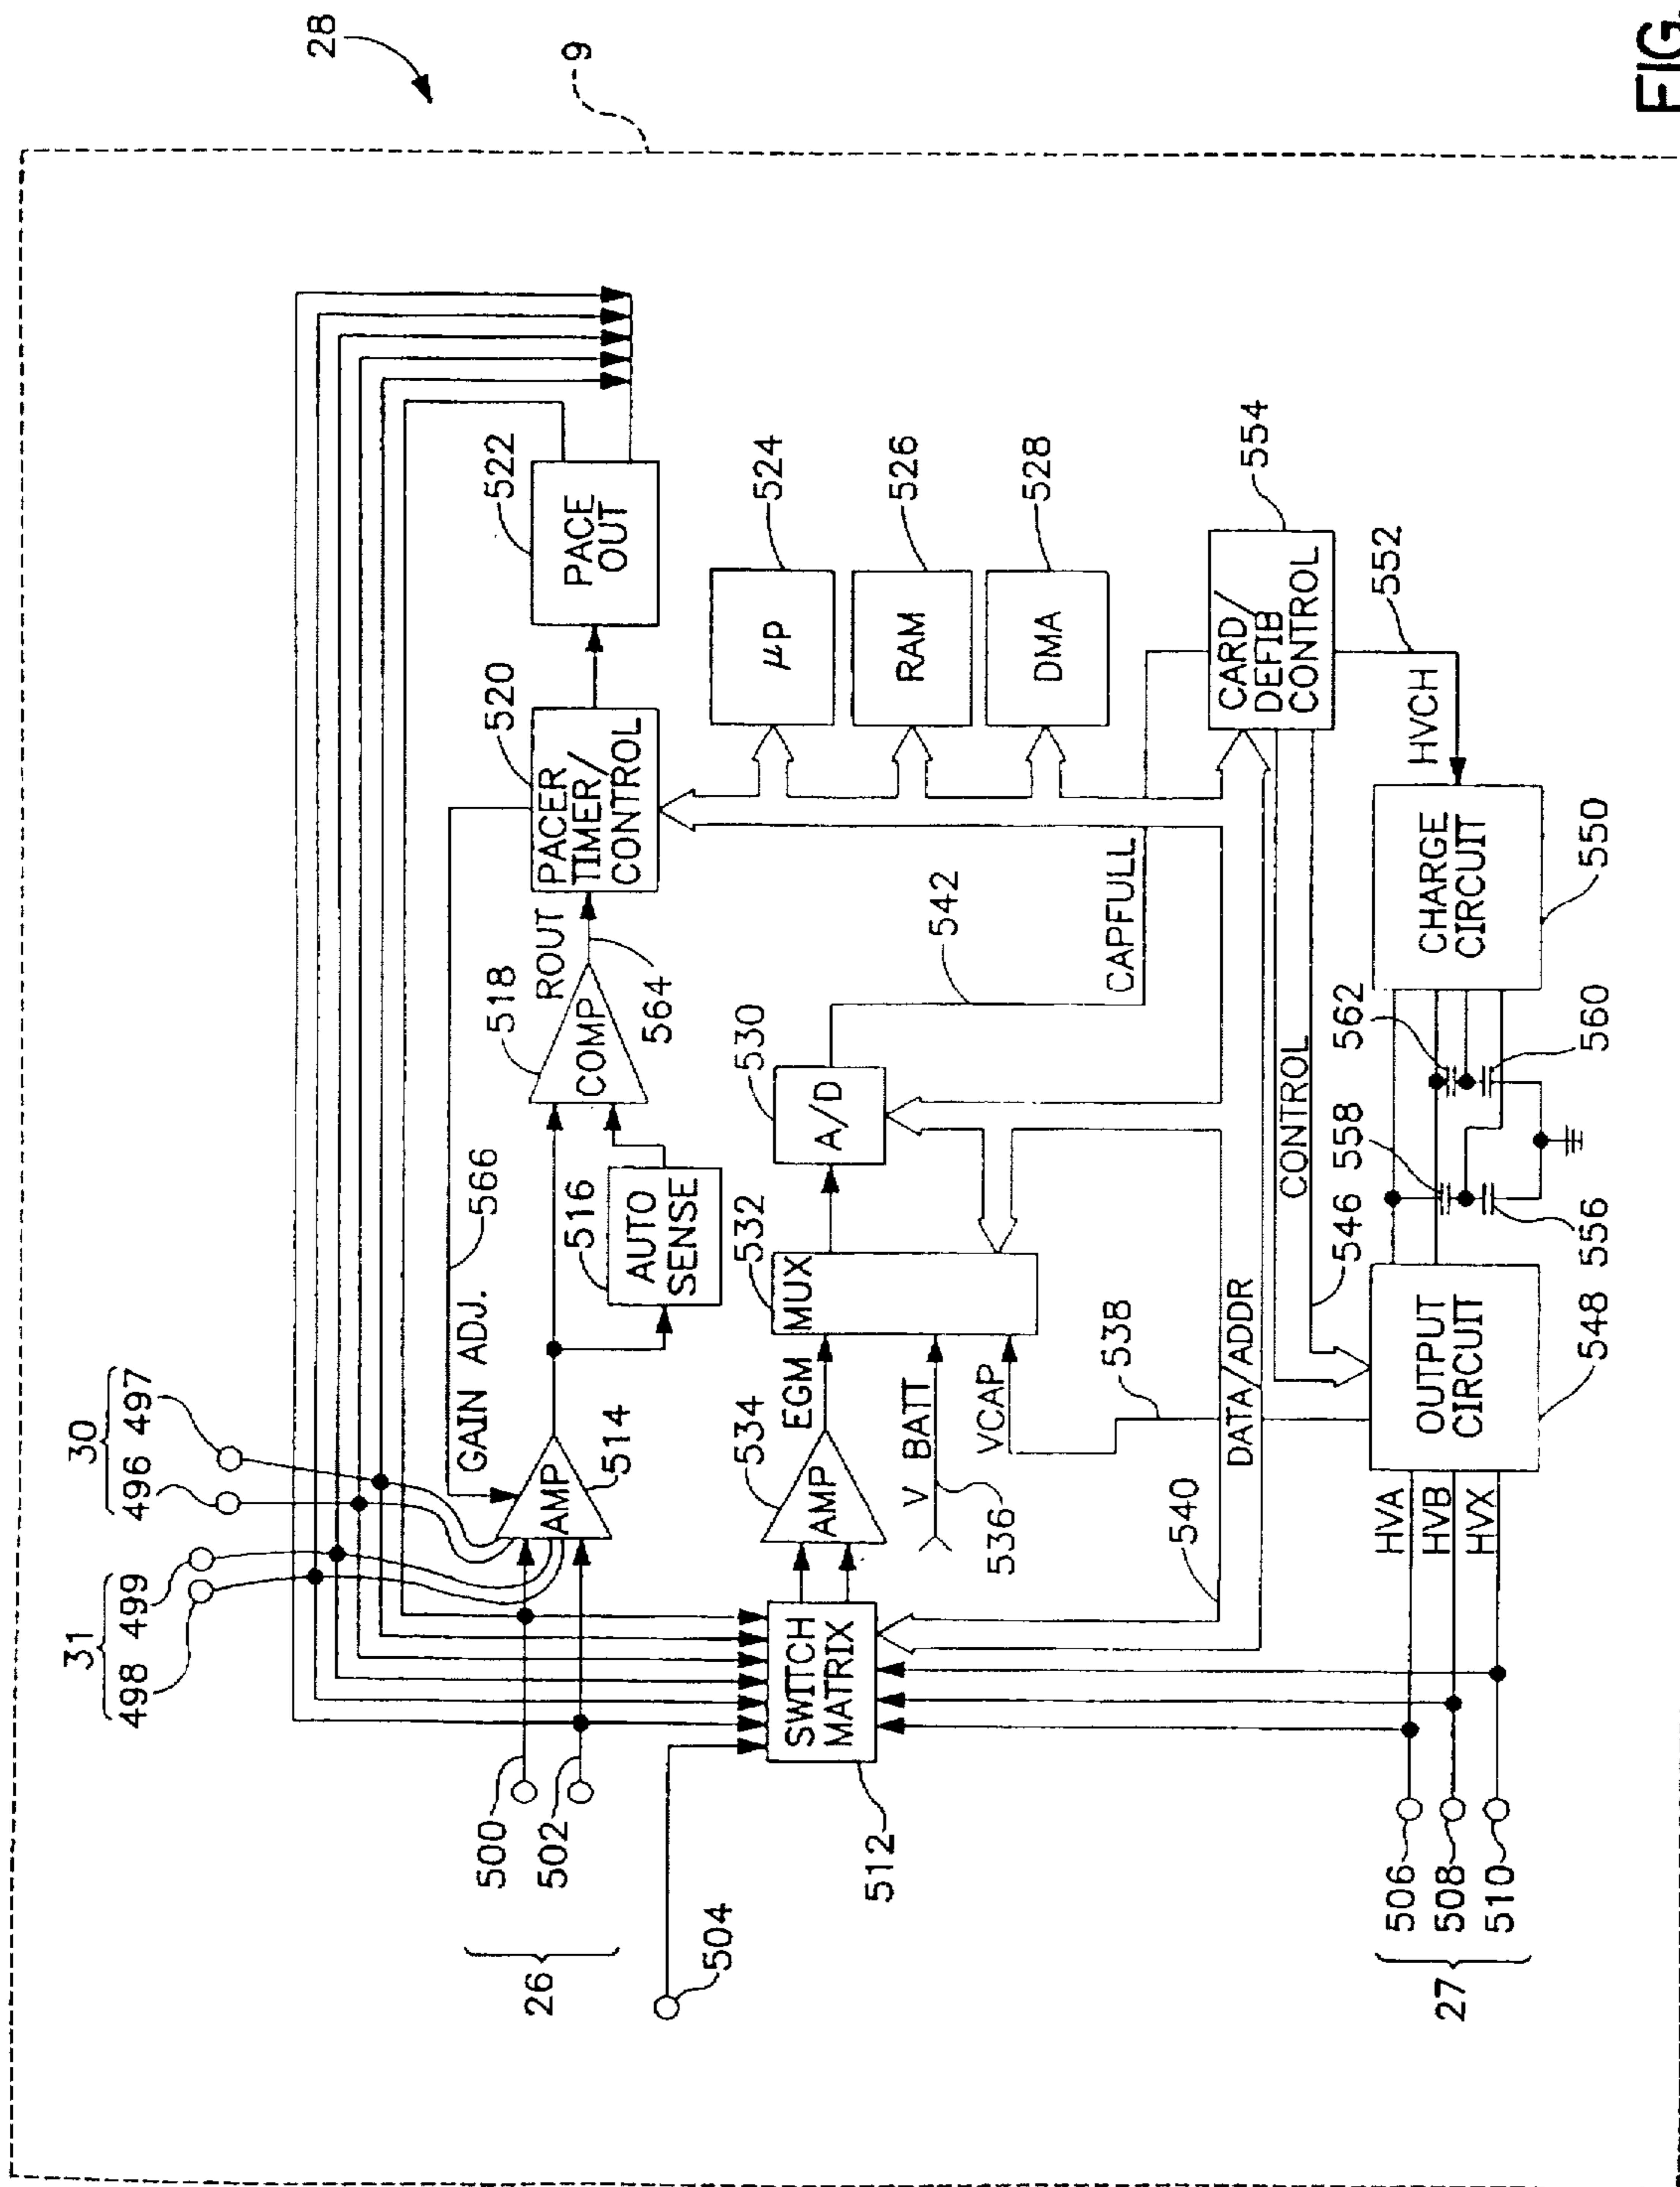 28
9
31
30
498 499
496 497
500
502
26
504
GAIN ADJ.
566
AMP
514
516
AUTO
SENSE
518
COMP
ROUT
564
520
PACER
TIMER/
CONTROL
522
PACE
OUT
512
SWITCH
MATRIX
534
AMP
EGM
532
MUX
530
A/D
V BATT
536
VCAP
538
542
CAPFULL
μP
524
RAM
526
DMA
528
540
DATA/ADDR
CONTROL
546
CARD/
DEFIB
CONTROL
554
HVCH
552
506
508
510
27
HVA
HVB
HVX
OUTPUT
CIRCUIT
548
556
558
562
560
CHARGE
CIRCUIT
550
FIG.